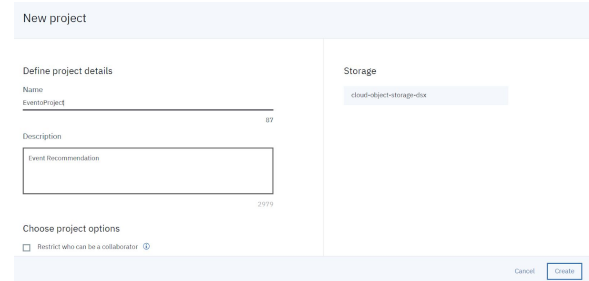 New project
Define project details
Name
EventoProject
87
Description
Event Recommendation
2979
Choose project options
Restrict who can be a collaborator
Storage
cloud-object-storage-dsx
Cancel
Create